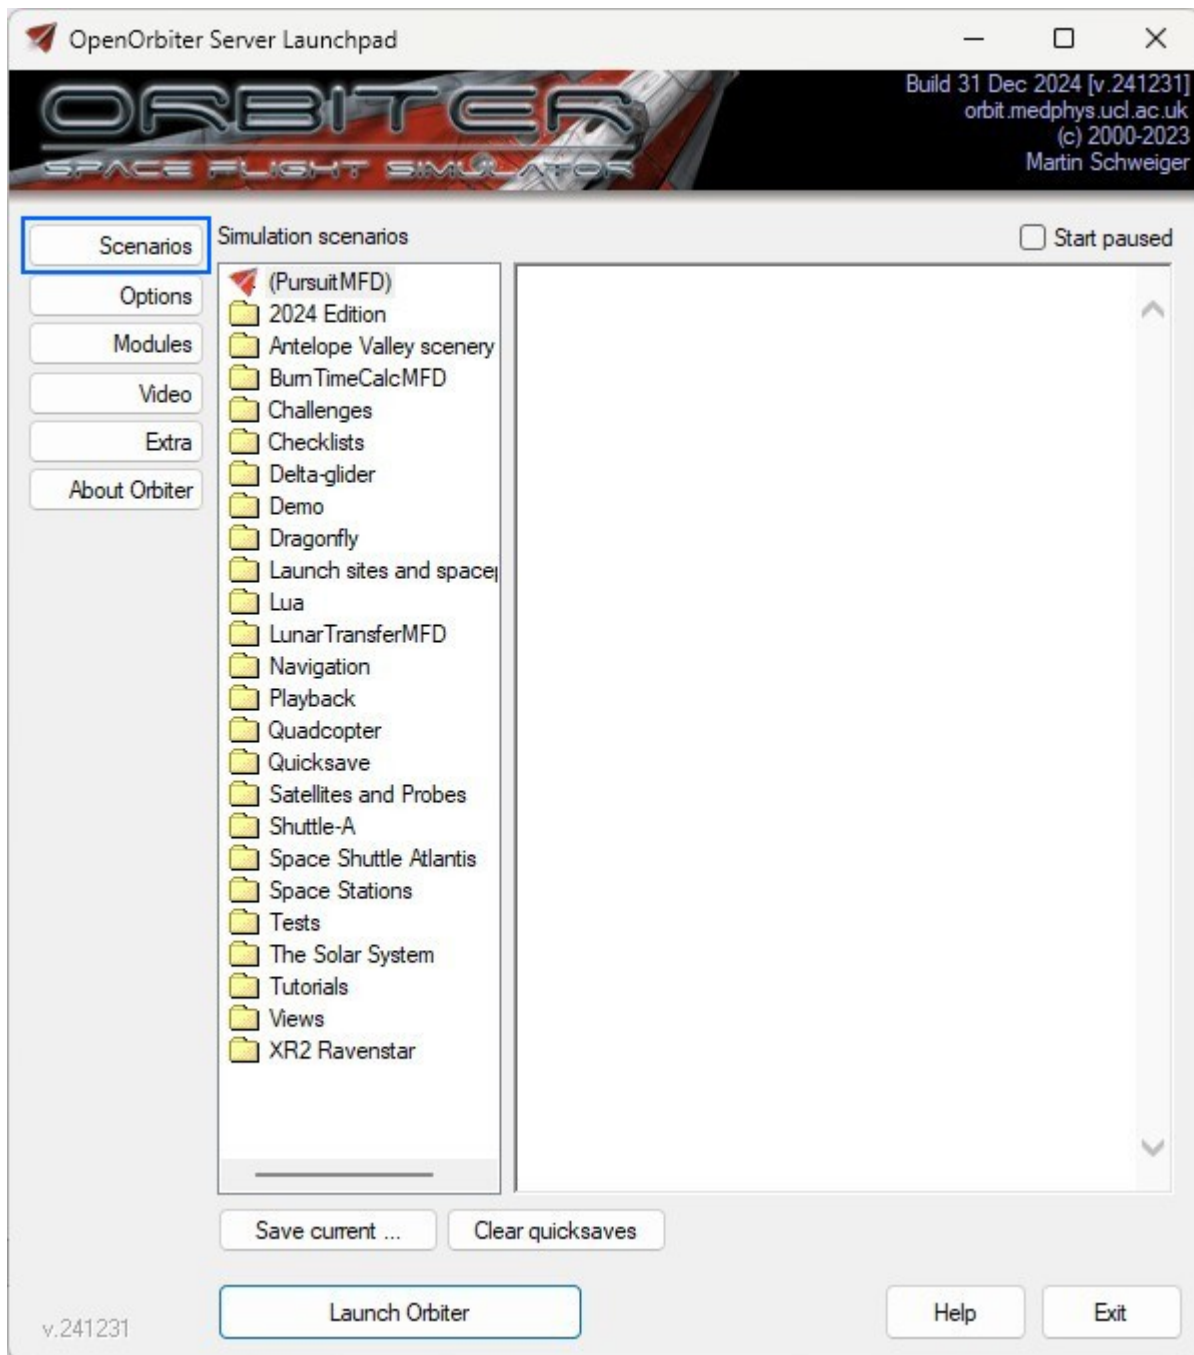 OpenOrbiter Server Launchpad
ORBITER
SPACE FLIGHT SIMULATOR
Build 31 Dec 2024 [v.241231]
orbit.medphys.ucl.ac.uk
(c) 2000-2023
Martin Schweiger
Scenarios
Options
Modules
Video
Extra
About Orbiter
Simulation scenarios
Start paused
(PursuitMFD)
2024 Edition
Antelope Valley scenery
BurnTimeCalcMFD
Challenges
Checklists
Delta-glider
Demo
Dragonfly
Launch sites and space
Lua
LunarTransferMFD
Navigation
Playback
Quadcopter
Quicksave
Satellites and Probes
Shuttle-A
Space Shuttle Atlantis
Space Stations
Tests
The Solar System
Tutorials
Views
XR2 Ravenstar
Save current ...
Clear quicksaves
v.241231
Launch Orbiter
Help
Exit